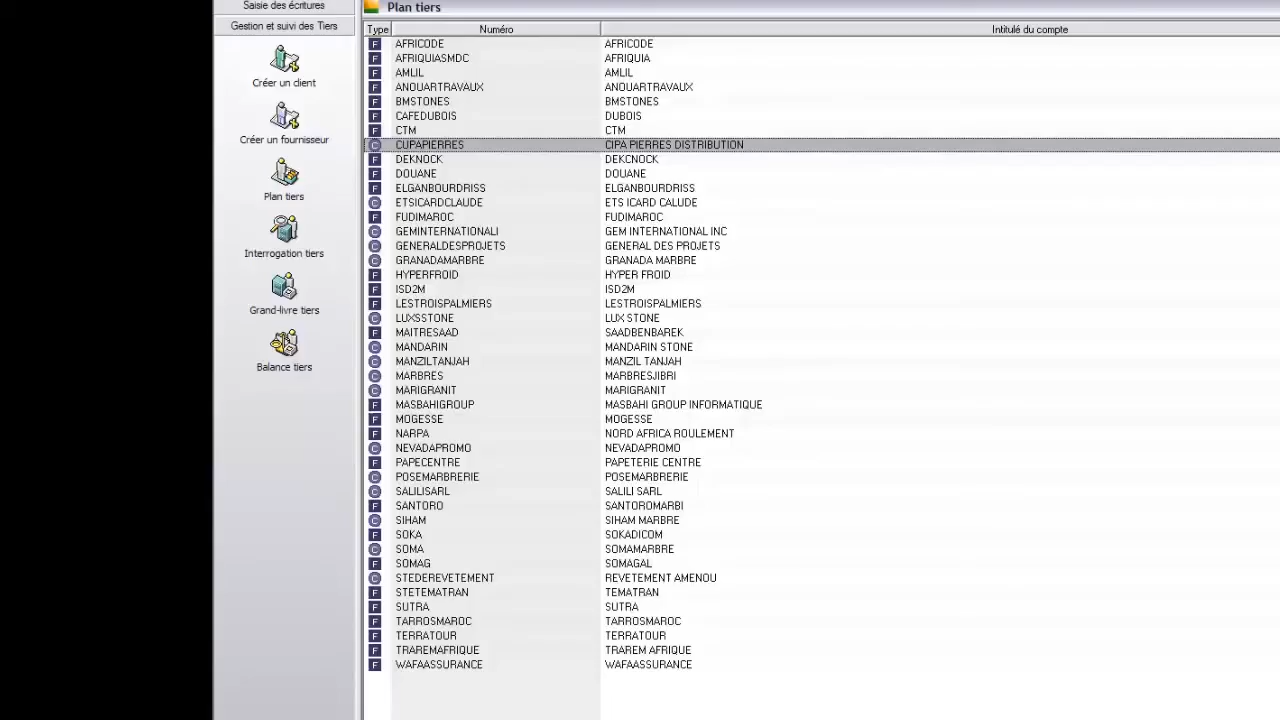 Saisie des écritures
Gestion et suivi des Tiers
Créer un client
Créer un fournisseur
Plan tiers
Interrogation tiers
Grand-livre tiers
Balance tiers
Plan tiers
Type Numéro Intitulé du compte
F AFRICODE AFRICODE
F AFRIQUIASMDC AFRIQUIA
F AMLIL AMLIL
F ANOUARTRAVAUX ANOUARTRAVAUX
F BMSTONES BMSTONES
F CAFEDUBOIS DUBOIS
F CTM CTM
C CUPAPIERRES CIPA PIERRES DISTRIBUTION
F DEKNOCK DEKCNOCK
F DOUANE DOUANE
F ELGANBOURDRISS ELGANBOURDRISS
C ETSICARDCLAUDE ETS ICARD CALUDE
F FUDIMAROC FUDIMAROC
C GEMINTERNATIONALI GEM INTERNATIONAL INC
C GENERALDESPROJETS GENERAL DES PROJETS
C GRANADAMARBRE GRANADA MARBRE
F HYPERFROID HYPER FROID
F ISD2M ISD2M
F LESTROISPALMIERS LESTROISPALMIERS
C LUXSSTONE LUX STONE
F MAITRESAAD SAADBENBAREK
C MANDARIN MANDARIN STONE
C MANZILTANJAH MANZIL TANJAH
C MARBRES MARBRESJIBRI
C MARIGRANIT MARIGRANIT
F MASBAHIGROUP MASBAHI GROUP INFORMATIQUE
F MOGESSE MOGESSE
F NARPA NORD AFRICA ROULEMENT
C NEVADAPROMO NEVADAPROMO
F PAPECENTRE PAPETERIE CENTRE
C POSEMARBRERIE POSEMARBRERIE
C SALILISARL SALILI SARL
F SANTORO SANTOROMARBI
C SIHAM SIHAM MARBRE
F SOKA SOKADICOM
C SOMA SOMAMARBRE
F SOMAG SOMAGAL
C STEDEREVETEMENT REVETEMENT AMENOU
F STETEMATRAN TEMATRAN
F SUTRA SUTRA
F TARROSMAROC TARROSMAROC
F TERRATOUR TERRATOUR
F TRAREMAFRIQUE TRAREM AFRIQUE
F WAFAASSURANCE WAFAASSURANCE